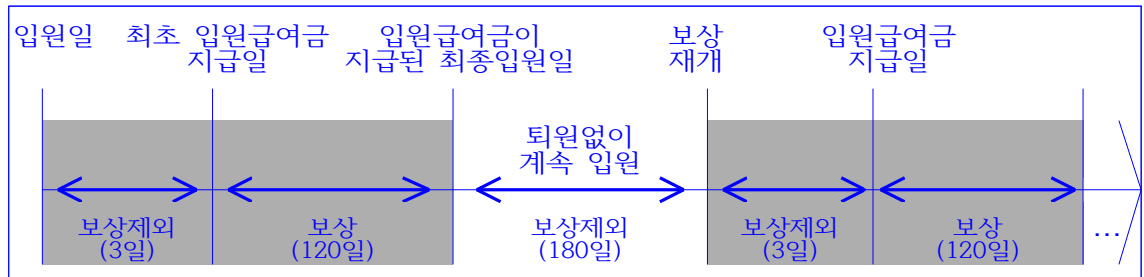 입원일
최초 입원급여금
지급일
입원급여금이
지급된 최종입원일
보상
재개
입원급여금
지급일
퇴원없이
계속 입원
보상제외
(3일)
보상
(120일)
보상제외
(180일)
보상제외
(3일)
보상
(120일)
...